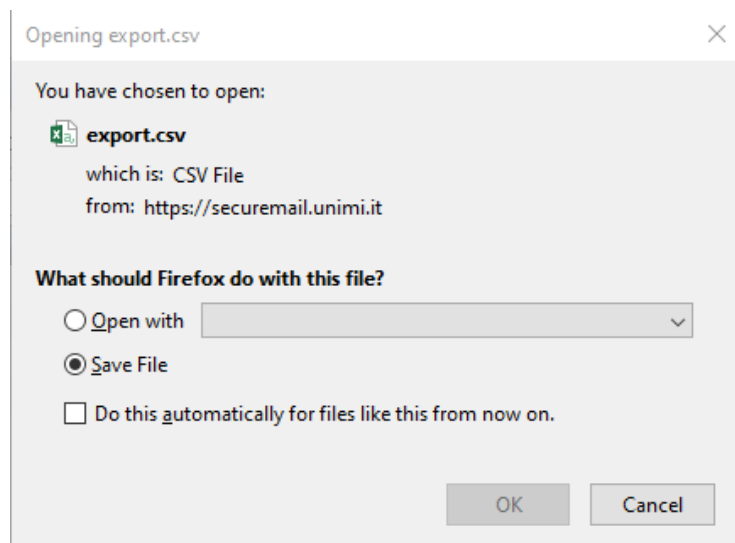 Opening export.csv
You have chosen to open:
export.csv
which is: CSV File
from: https://securemail.unimi.it
What should Firefox do with this file?
Open with
Save File
Do this automatically for files like this from now on.
OK Cancel